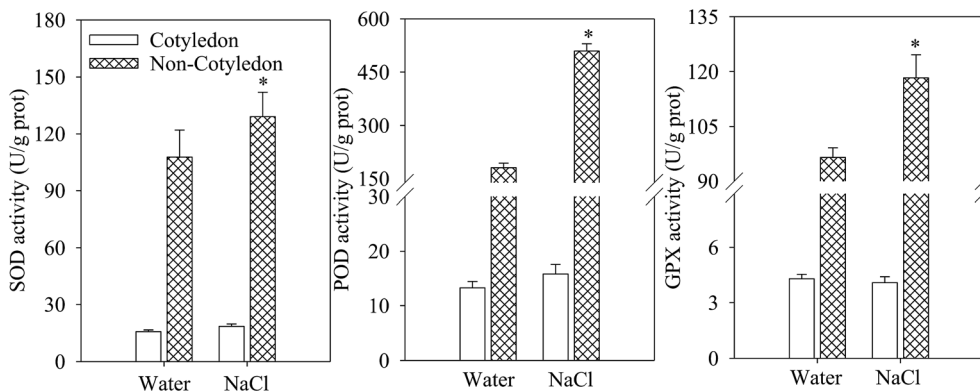 SOD activity (U/g prot)
180
150
120
90
60
30
0
Cotyledon
Non-Cotyledon
*
Water
NaCl
POD activity (U/g prot)
600
450
300
150
30
20
10
0
*
Water
NaCl
GPX activity (U/g prot)
135
120
105
90
6
3
0
*
Water
NaCl